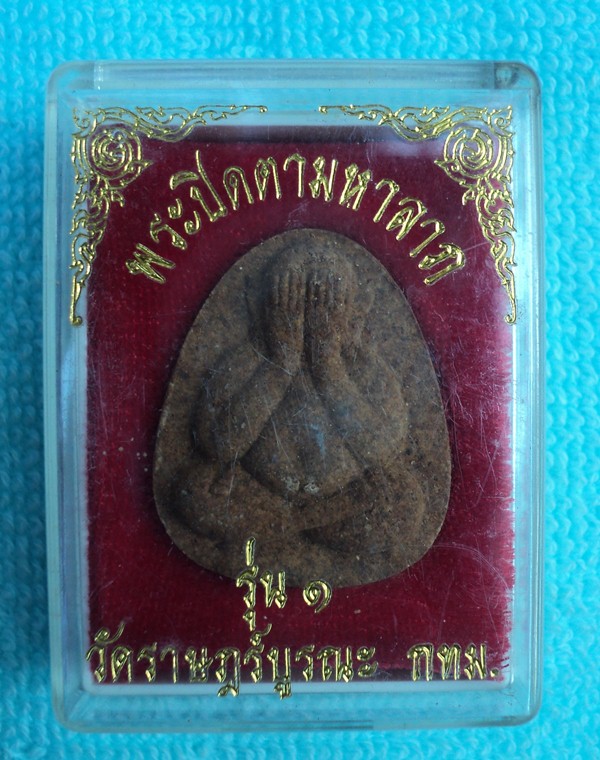 พระปิดตามหาลาภ
รุ่น ๑
วัดราษฎร์บูรณะ กทม.